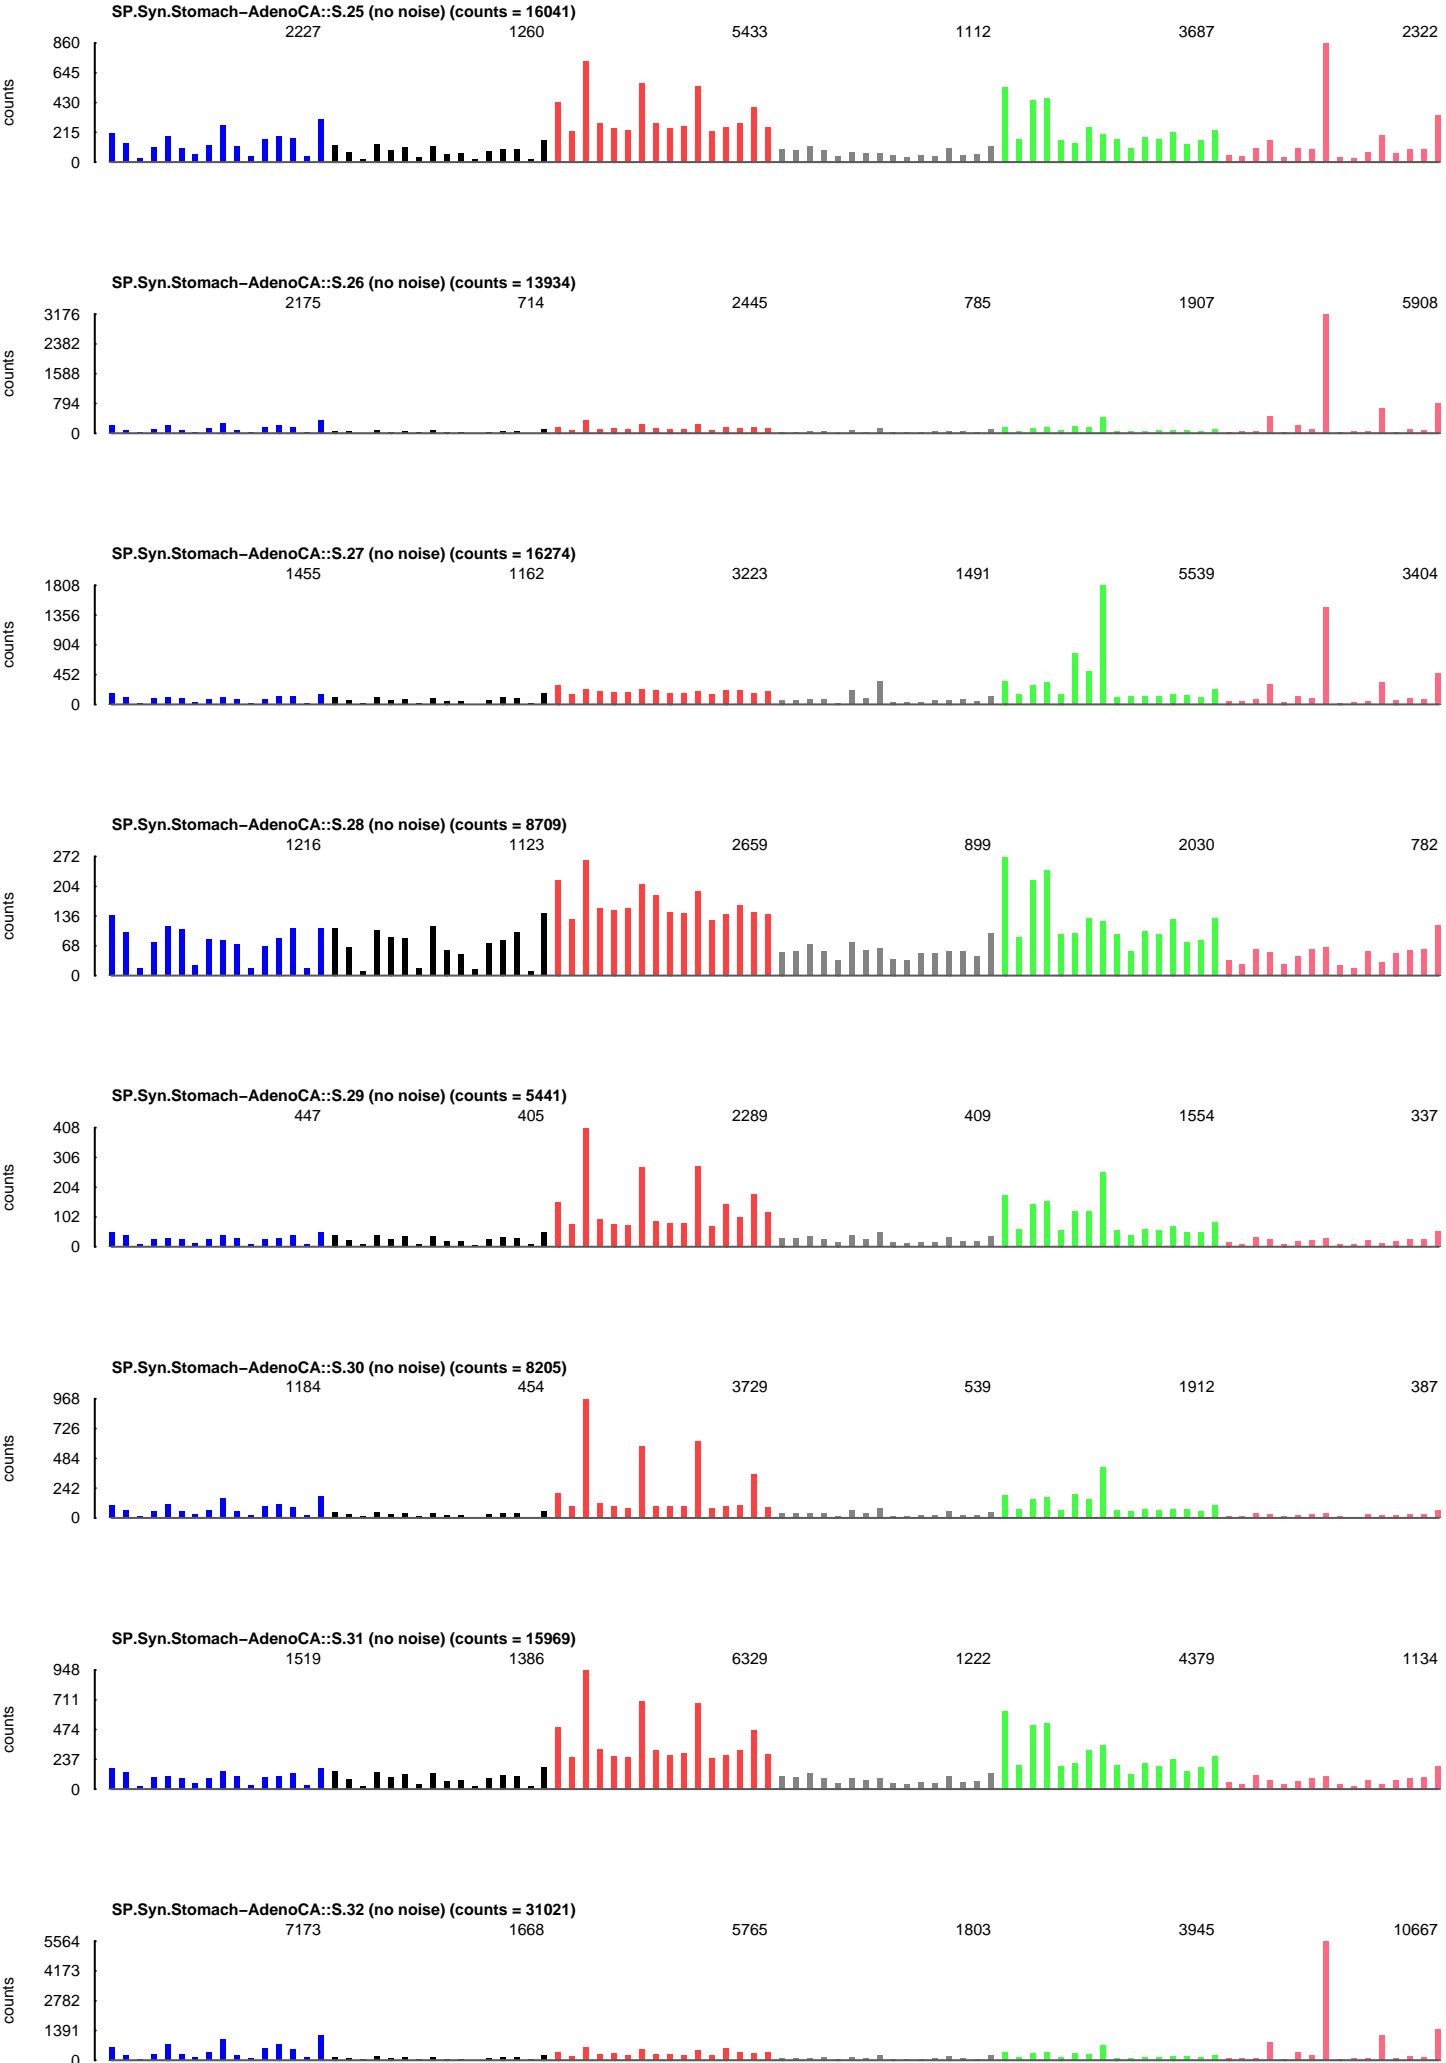 SP.Syn.Stomach−AdenoCA::S.25 (no noise) (counts = 16041)
2227 1260 5433 1112 3687 2322
860
645
430
215
0
counts
SP.Syn.Stomach−AdenoCA::S.26 (no noise) (counts = 13934)
2175 714 2445 785 1907 5908
3176
2382
1588
794
0
counts
SP.Syn.Stomach−AdenoCA::S.27 (no noise) (counts = 16274)
1455 1162 3223 1491 5539 3404
1808
1356
904
452
0
counts
SP.Syn.Stomach−AdenoCA::S.28 (no noise) (counts = 8709)
1216 1123 2659 899 2030 782
272
204
136
68
0
counts
SP.Syn.Stomach−AdenoCA::S.29 (no noise) (counts = 5441)
447 405 2289 409 1554 337
408
306
204
102
0
counts
SP.Syn.Stomach−AdenoCA::S.30 (no noise) (counts = 8205)
1184 454 3729 539 1912 387
968
726
484
242
0
counts
SP.Syn.Stomach−AdenoCA::S.31 (no noise) (counts = 15969)
1519 1386 6329 1222 4379 1134
948
711
474
237
0
counts
SP.Syn.Stomach−AdenoCA::S.32 (no noise) (counts = 31021)
7173 1668 5765 1803 3945 10667
5564
4173
2782
1391
0
counts